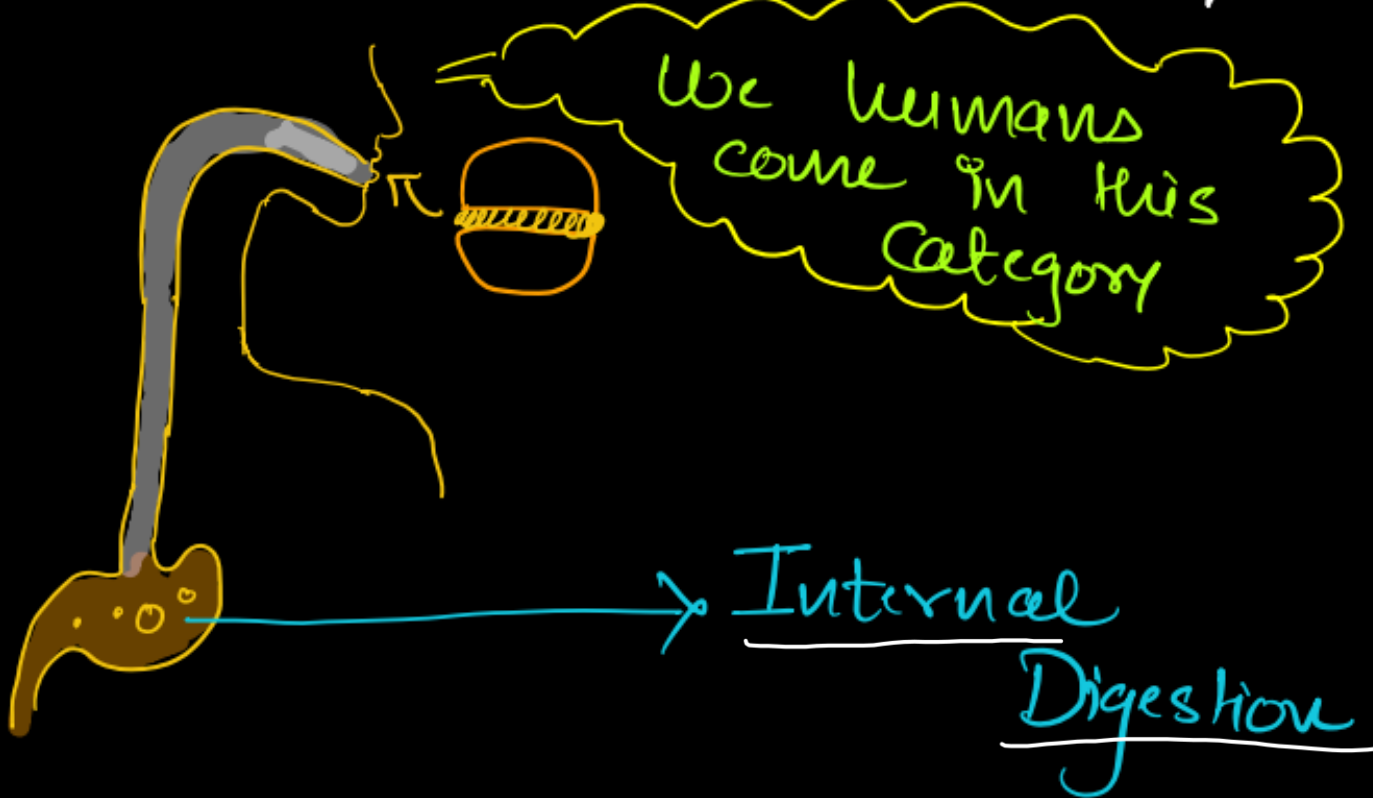 We humans
come in this
Category
Internal
Digestion